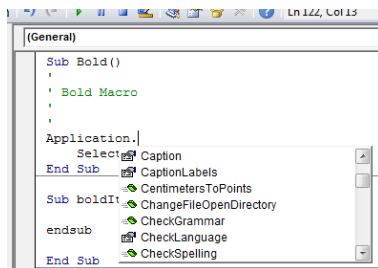 Ln 122, Col 13
(General)
Sub Bold()
'
' Bold Macro
'
'
Application.
Select
End Sub
Caption
CaptionLabels
CentimetersToPoints
ChangeFileOpenDirectory
CheckGrammar
CheckLanguage
CheckSpelling
Sub boldIt
endsub
End Sub